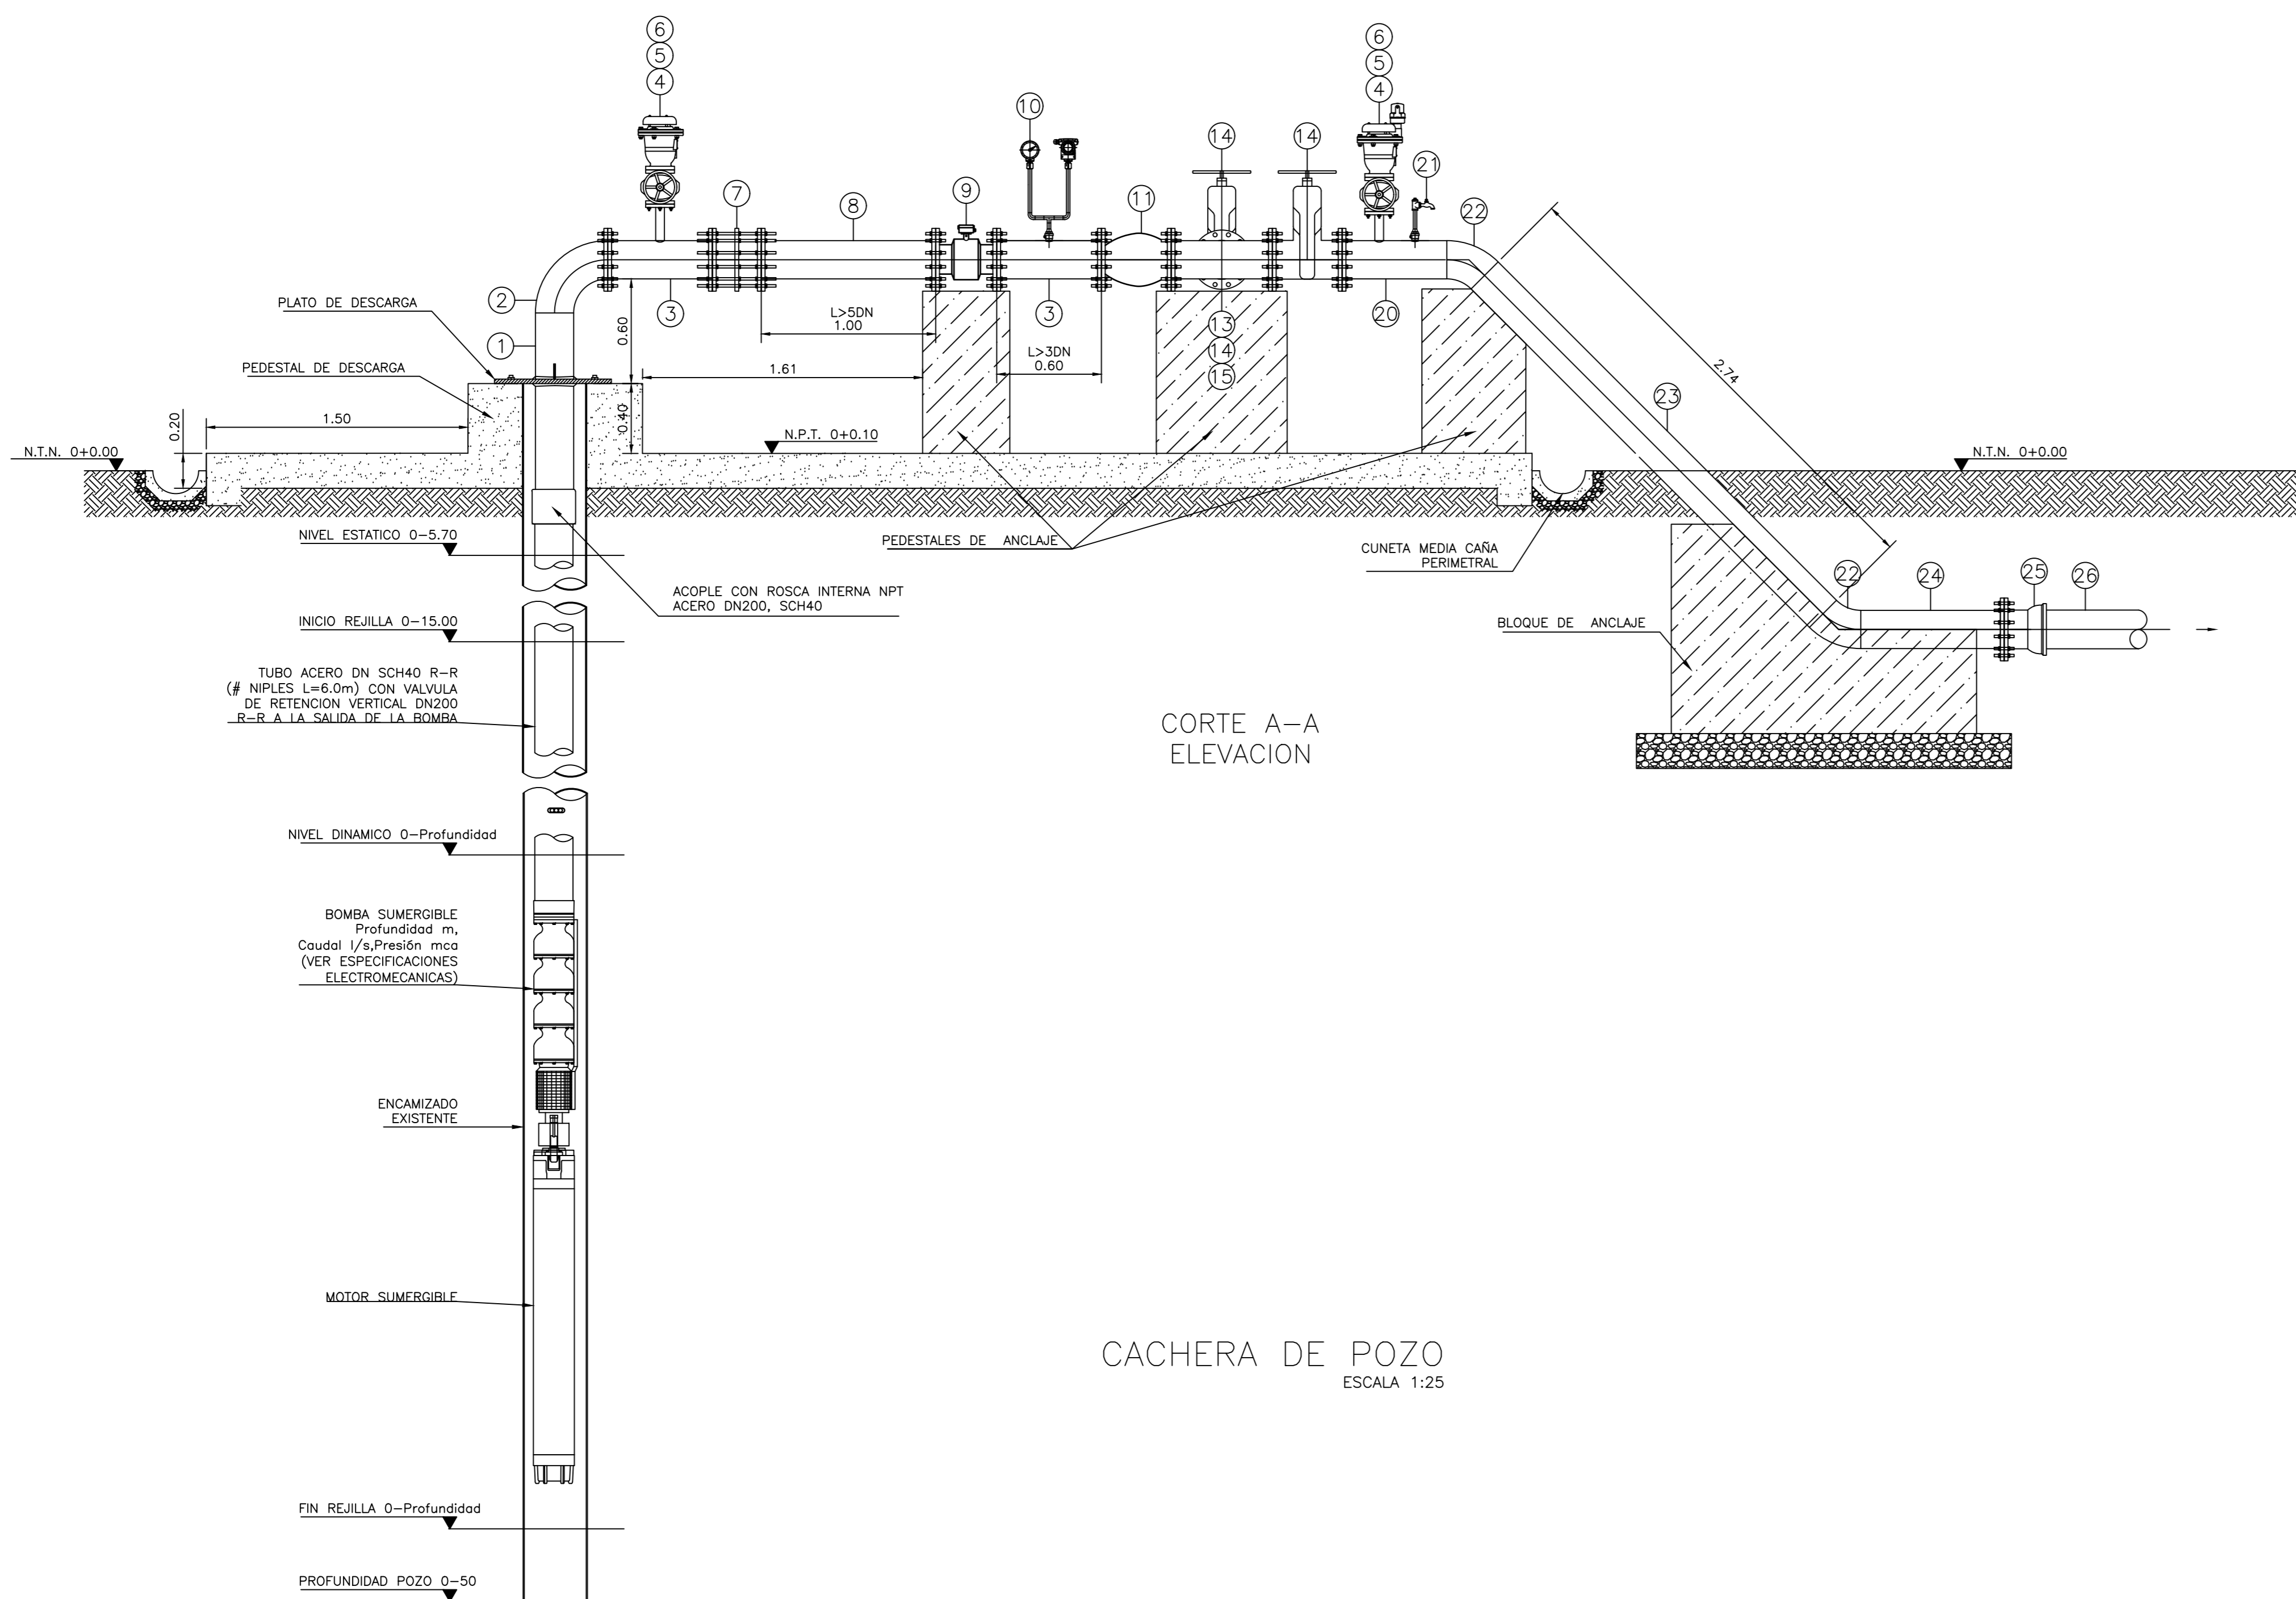 6
5
4
6
5
4
10
14
14
21
7
8
9
11
22
2
PLATO DE DESCARGA
3
0.60
L>5DN
1.00
3
13
20
1
L>3DN
0.60
14
PEDESTAL DE DESCARGA
1.61
15
2.74
23
0.20
1.50
0.40
N.T.N. 0+0.00
N.P.T. 0+0.10
N.T.N. 0+0.00
NIVEL ESTATICO 0-5.70
PEDESTALES DE ANCLAJE
CUNETA MEDIA CAÑA
PERIMETRAL
ACOPLE CON ROSCA INTERNA NPT
ACERO DN200, SCH40
22
24
25
26
INICIO REJILLA 0-15.00
BLOQUE DE ANCLAJE
TUBO ACERO DN SCH40 R-R
(# NIPLES L=6.0m) CON VALVULA
DE RETENCION VERTICAL DN200
R-R A LA SALIDA DE LA BOMBA
CORTE A-A
ELEVACION
NIVEL DINAMICO 0-Profundidad
BOMBA SUMERGIBLE
Profundidad m,
Caudal l/s,Presión mca
(VER ESPECIFICACIONES
ELECTROMECANICAS)
ENCAMIZADO
EXISTENTE
MOTOR SUMERGIBLE
CACHERA DE POZO
ESCALA 1:25
FIN REJILLA 0-Profundidad
PROFUNDIDAD POZO 0-50